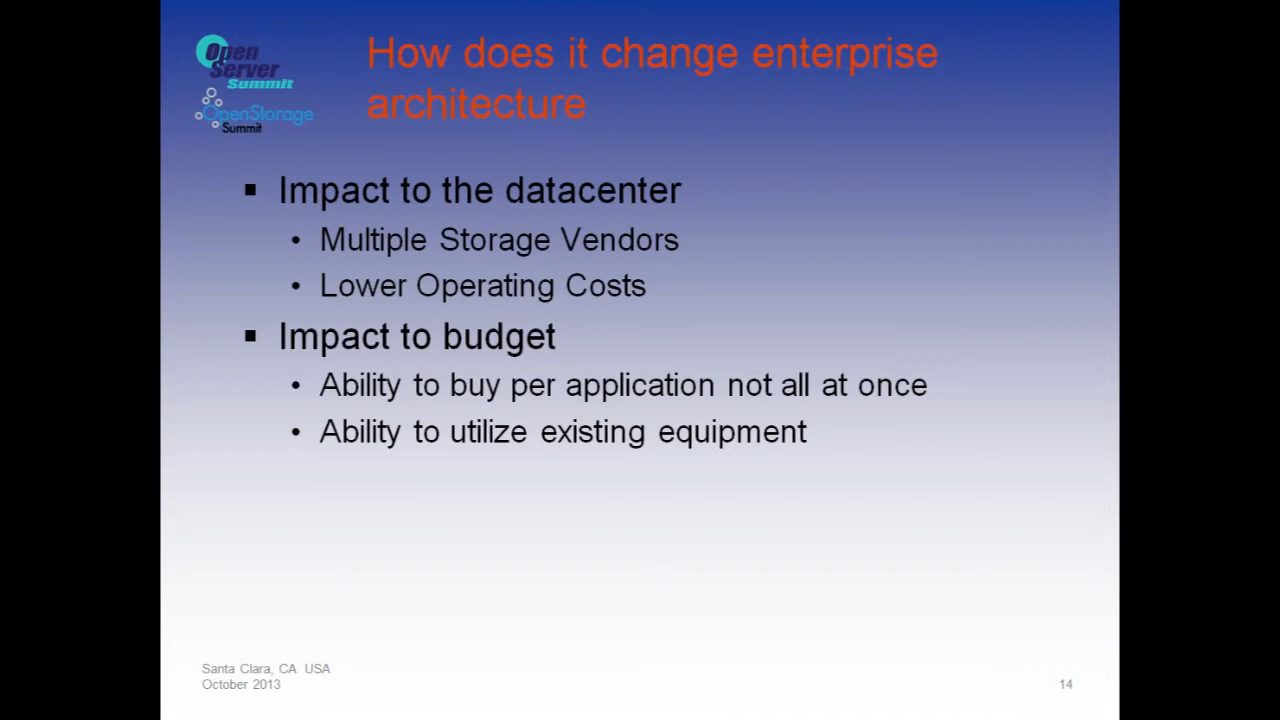 Open
Server
Summit
OpenStorage
Summit
How does it change enterprise
architecture
▪ Impact to the datacenter
• Multiple Storage Vendors
• Lower Operating Costs
▪ Impact to budget
• Ability to buy per application not all at once
• Ability to utilize existing equipment
Santa Clara, CA USA
October 2013
14